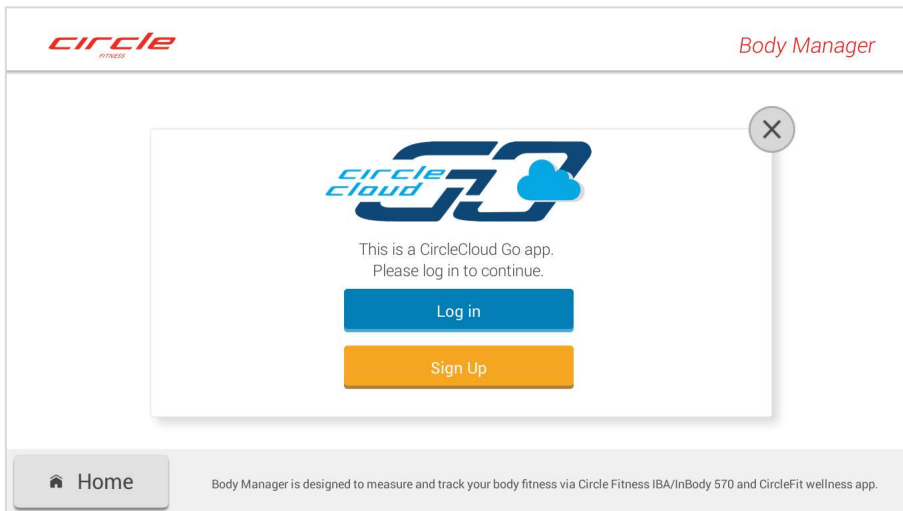 circle
FITNESS
Body Manager
circle
cloud GO
This is a CircleCloud Go app.
Please log in to continue.
Log in
Sign Up
Home
Body Manager is designed to measure and track your body fitness via Circle Fitness IBA/InBody 570 and CircleFit wellness app.